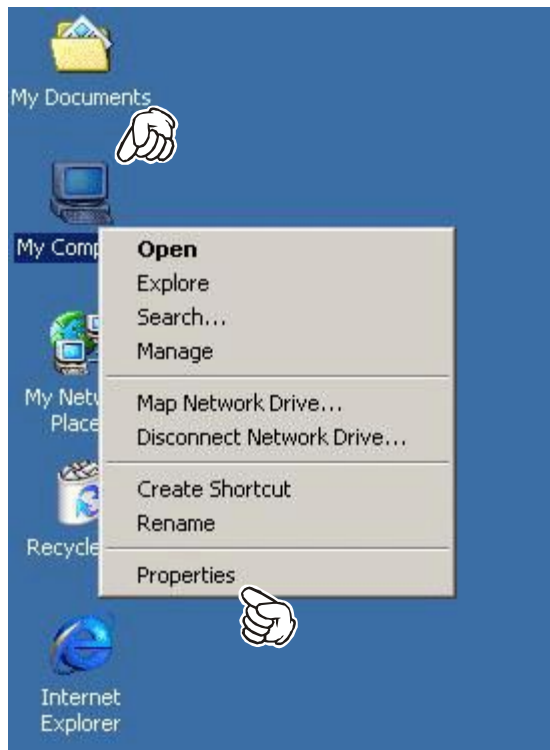 My Documents
My Comp
Open
Explore
Search...
Manage
My Netw
Place
Map Network Drive...
Disconnect Network Drive...
Create Shortcut
Rename
Recycle
Properties
Internet
Explorer